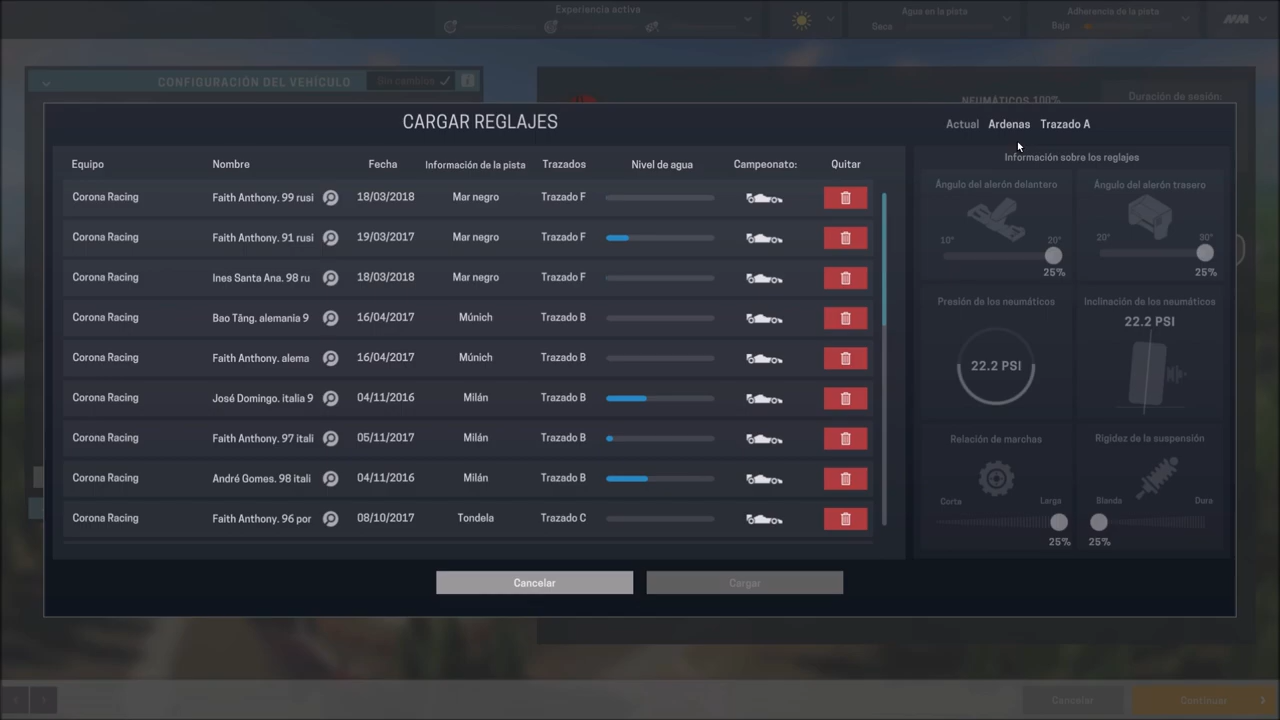 Experiencia activa
Agua en la pista
Seco
Adherencia de la pista
Baja
CONFIGURACIÓN DEL VEHÍCULO
Sin cambios
NEUMÁTICOS 100%
Duración de sesión:
CARGAR REGLAJES
Actual Ardenas Trazado A
Equipo Nombre Fecha Información de la pista Trazados Nivel de agua Campeonato: Quitar
Corona Racing Faith Anthony. 99 rusi 18/03/2018 Mar negro Trazado F
Corona Racing Faith Anthony. 91 rusi 19/03/2017 Mar negro Trazado F
Corona Racing Ines Santa Ana. 98 ru 18/03/2018 Mar negro Trazado F
Corona Racing Bao Tâng. alemania 9 16/04/2017 Múnich Trazado B
Corona Racing Faith Anthony. alema 16/04/2017 Múnich Trazado B
Corona Racing José Domingo. italia 9 04/11/2016 Milán Trazado B
Corona Racing Faith Anthony. 97 itali 05/11/2017 Milán Trazado B
Corona Racing André Gomes. 98 itali 04/11/2016 Milán Trazado B
Corona Racing Faith Anthony. 96 por 08/10/2017 Tondela Trazado C
Información sobre los reglajes
Ángulo del alerón delantero
10° 20°
25%
Ángulo del alerón trasero
20° 30°
25%
Presión de los neumáticos
22.2 PSI
Inclinación de los neumáticos
22.2 PSI
Relación de marchas
Corta Larga
25%
Rigidez de la suspensión
Blanda Dura
25%
Cancelar Cargar
Cancelar Continuar